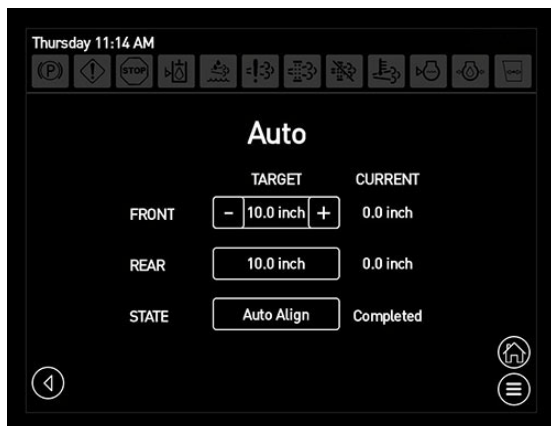 Thursday 11:14 AM
(P) STOP
Auto
TARGET CURRENT
FRONT - 10.0 inch + 0.0 inch
REAR 10.0 inch 0.0 inch
STATE Auto Align Completed